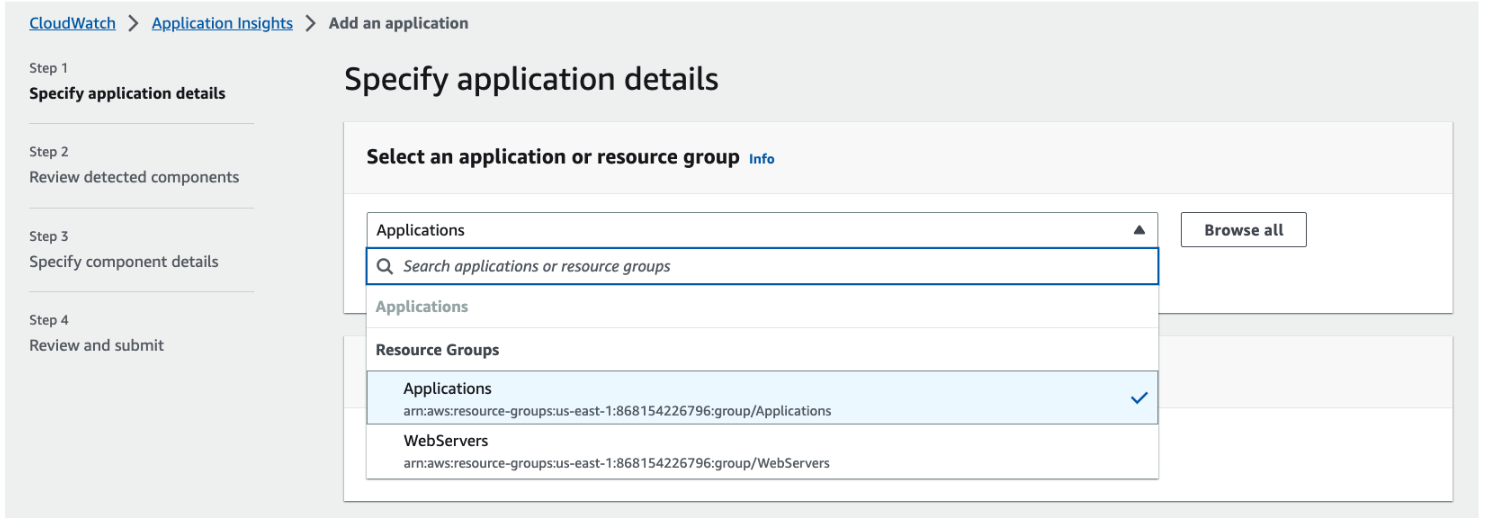 CloudWatch > Application Insights > Add an application
Step 1
Specify application details
Step 2
Review detected components
Step 3
Specify component details
Step 4
Review and submit
Specify application details
Select an application or resource group Info
Applications
Browse all
Search applications or resource groups
Applications
Resource Groups
Applications
arn:aws:resource-groups:us-east-1:868154226796:group/Applications
WebServers
arn:aws:resource-groups:us-east-1:868154226796:group/WebServers